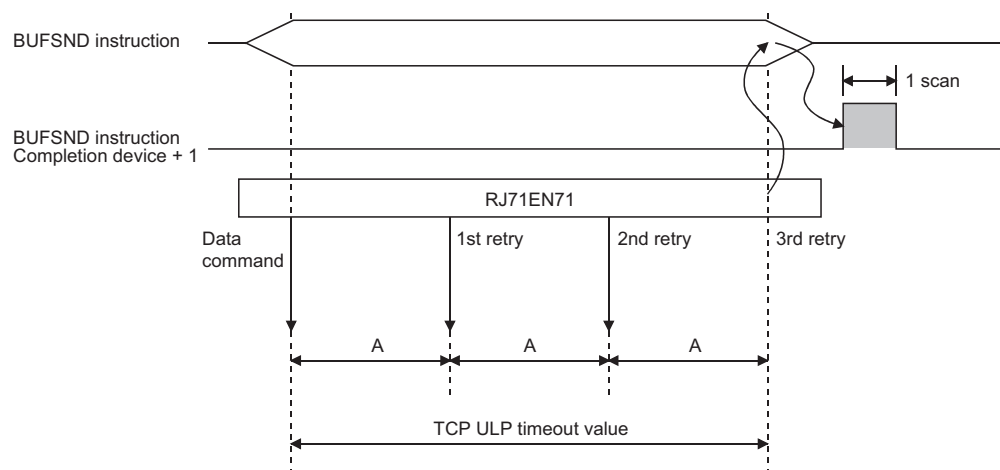 BUFSND instruction
1 scan
BUFSND instruction
Completion device + 1
RJ71EN71
Data
command
1st retry
2nd retry
3rd retry
A
A
A
TCP ULP timeout value